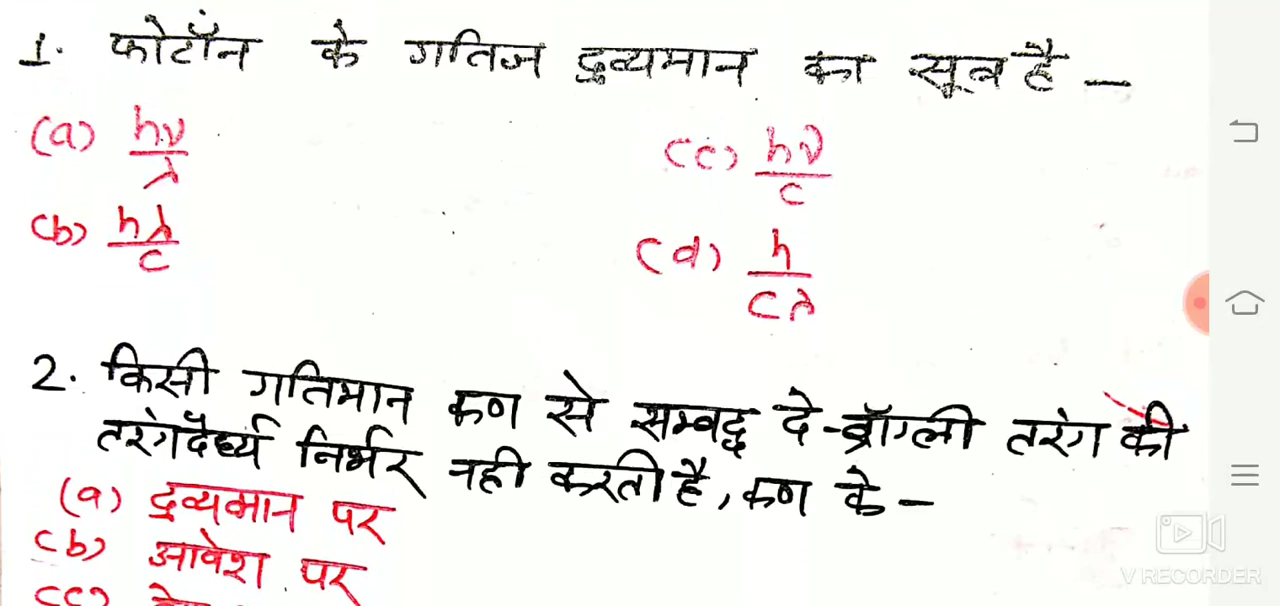 1. फोटॉन के गतिज द्रव्यमान का सूत्र है —
(a) hν/λ
(c) hν/c
(b) hλ/c
(d) h/cλ
2. किसी गतिमान कण से सम्बद्ध दे-ब्रॉग्ली तरंग की
तरंगदैर्ध्य निर्भर नही करती है, कण के —
(a) द्रव्यमान पर
(b) आवेश पर
(c)
V RECORDER